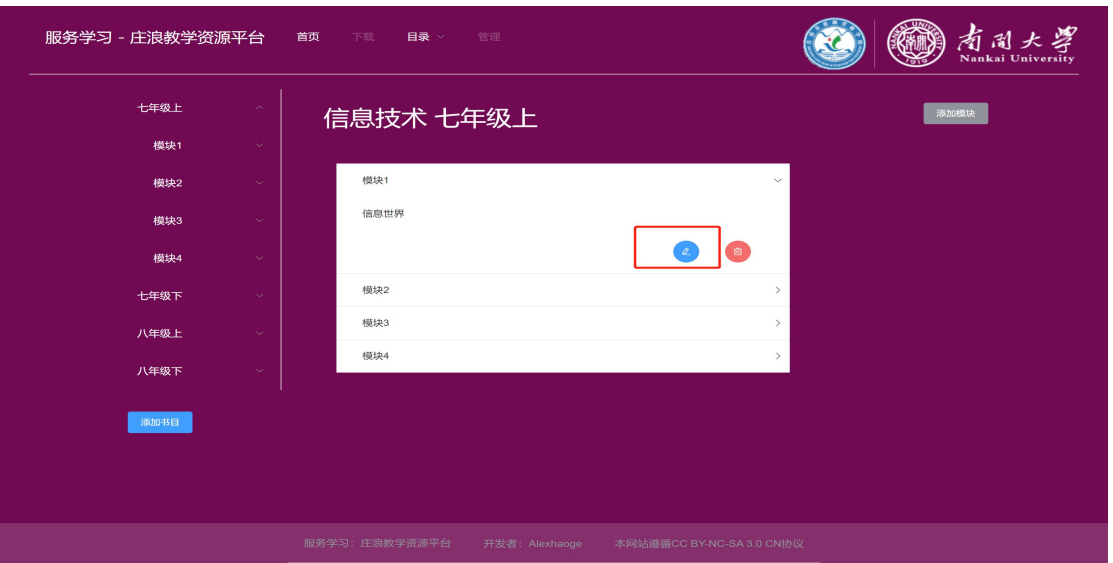 服务学习 - 庄浪教学资源平台 首页 下载 目录 管理
南開大学
Nankai University
NANKAI UNIVERSITY
1919
七年级上
模块1
模块2
模块3
模块4
七年级下
八年级上
八年级下
添加书目
信息技术 七年级上
添加模块
模块1
信息世界
模块2
模块3
模块4
服务学习：庄浪教学资源平台 开发者：Alexhaoge 本网站遵循CC BY-NC-SA 3.0 CN协议